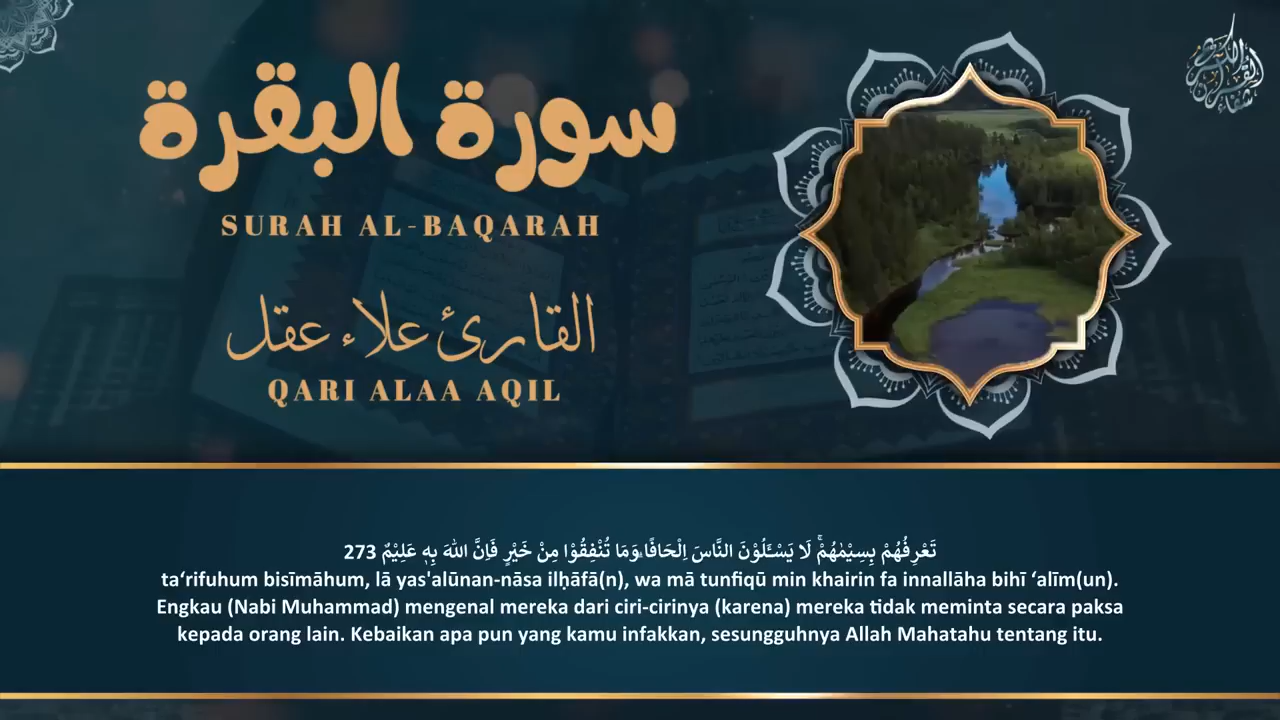 سورة البقرة
SURAH AL-BAQARAH
القارئ علاء عقل
QARI ALAA AQIL
تَعْرِفُهُمْ بِسِيْمٰهُمْۚ لَا يَسْـَٔلُوْنَ النَّاسَ اِلْحَافًاۗ وَمَا تُنْفِقُوْا مِنْ خَيْرٍ فَاِنَّ اللّٰهَ بِهٖ عَلِيْمٌ 273
ta‘rifuhum bisīmāhum, lā yas'alūnan-nāsa ilḥāfā(n), wa mā tunfiqū min khairin fa innallāha bihī ‘alīm(un).
Engkau (Nabi Muhammad) mengenal mereka dari ciri-cirinya (karena) mereka tidak meminta secara paksa
kepada orang lain. Kebaikan apa pun yang kamu infakkan, sesungguhnya Allah Mahatahu tentang itu.